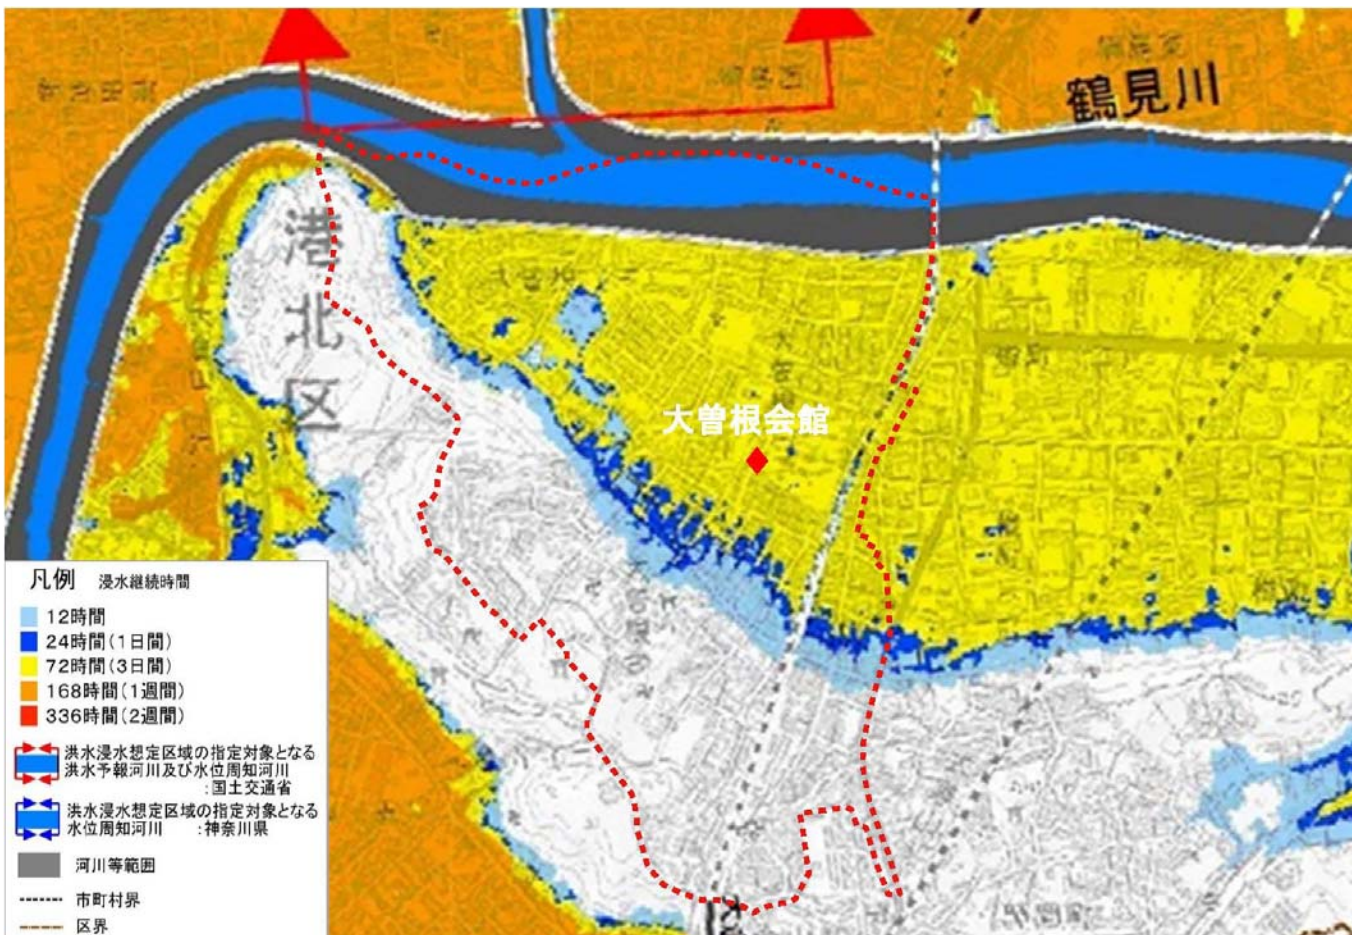 鶴見川
港
北
区
大曽根会館
凡例 浸水継続時間
12時間
24時間(1日間)
72時間(3日間)
168時間(1週間)
336時間(2週間)
洪水浸水想定区域の指定対象となる
洪水予報河川及び水位周知河川
:国土交通省
洪水浸水想定区域の指定対象となる
水位周知河川 :神奈川県
河川等範囲
市町村界
区界